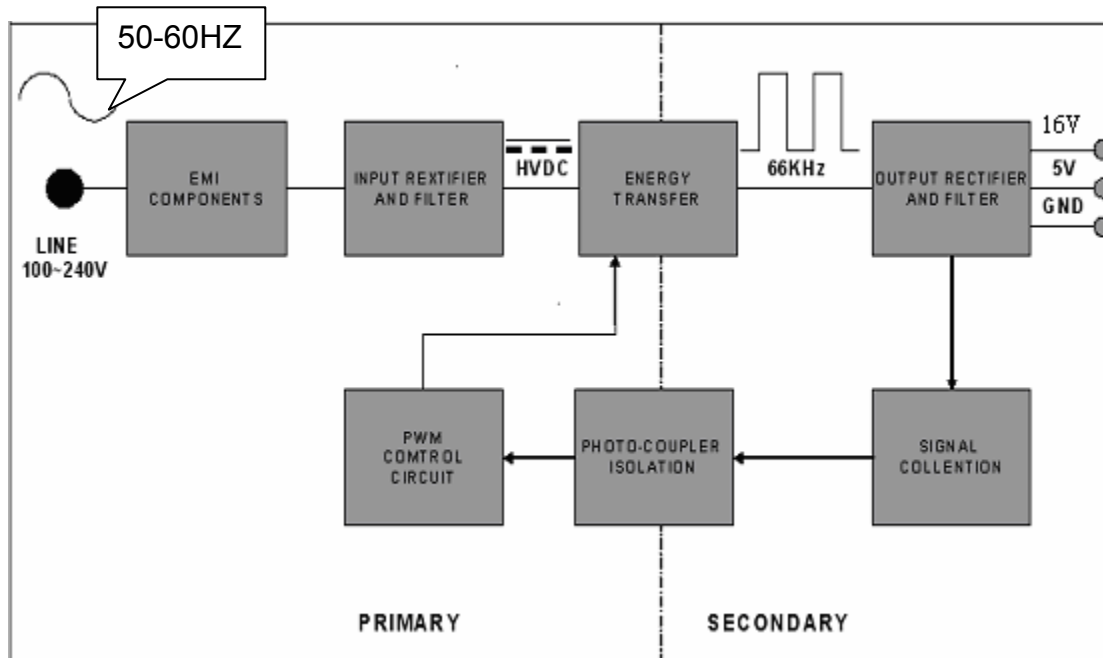 50-60HZ
EMI
COMPONENTS
INPUT REXTIFIER
AND FILTER
HVDC
ENERGY
TRANSFER
66KHz
OUTPUT RECTIFIER
AND FILTER
16V
5V
GND
LINE
100~240V
PWM
COMTROL
CIRCUIT
PHOTO-COUPLER
ISOLATION
SIGNAL
COLLENTION
PRIMARY
SECONDARY